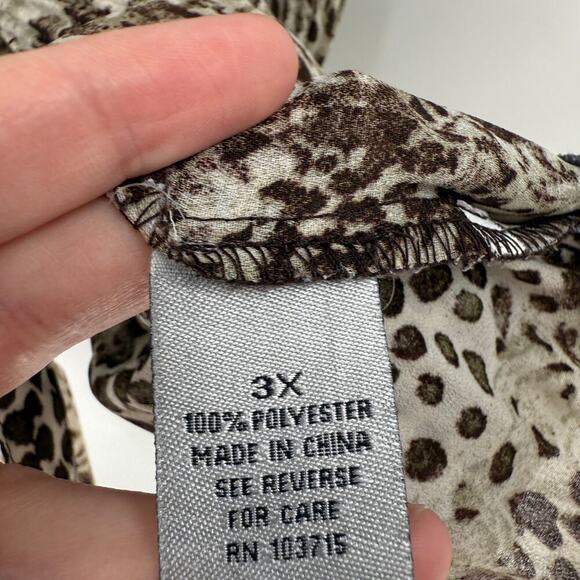 3X
100% POLYESTER
MADE IN CHINA
SEE REVERSE
FOR CARE
RN 103715